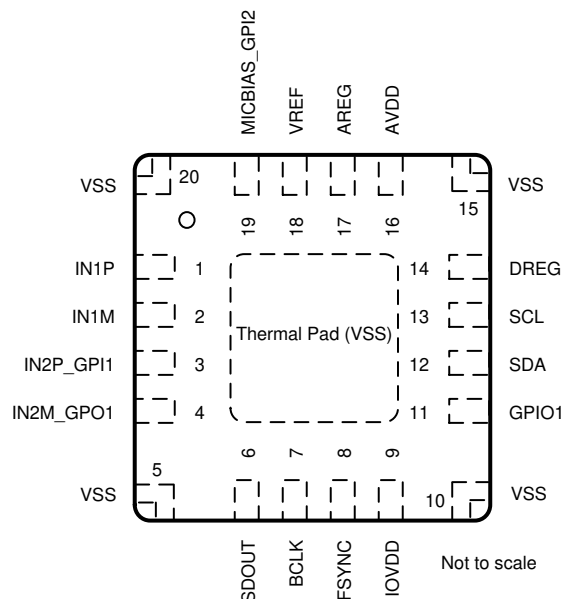 MICBIAS_GPI2
VREF
AREG
AVDD
VSS
20
19
18
17
16
15
VSS
IN1P
1
14
DREG
IN1M
2
13
SCL
Thermal Pad (VSS)
IN2P_GPI1
3
12
SDA
IN2M_GPO1
4
11
GPIO1
VSS
5
6
7
8
9
10
VSS
SDOUT
BCLK
FSYNC
IOVDD
Not to scale